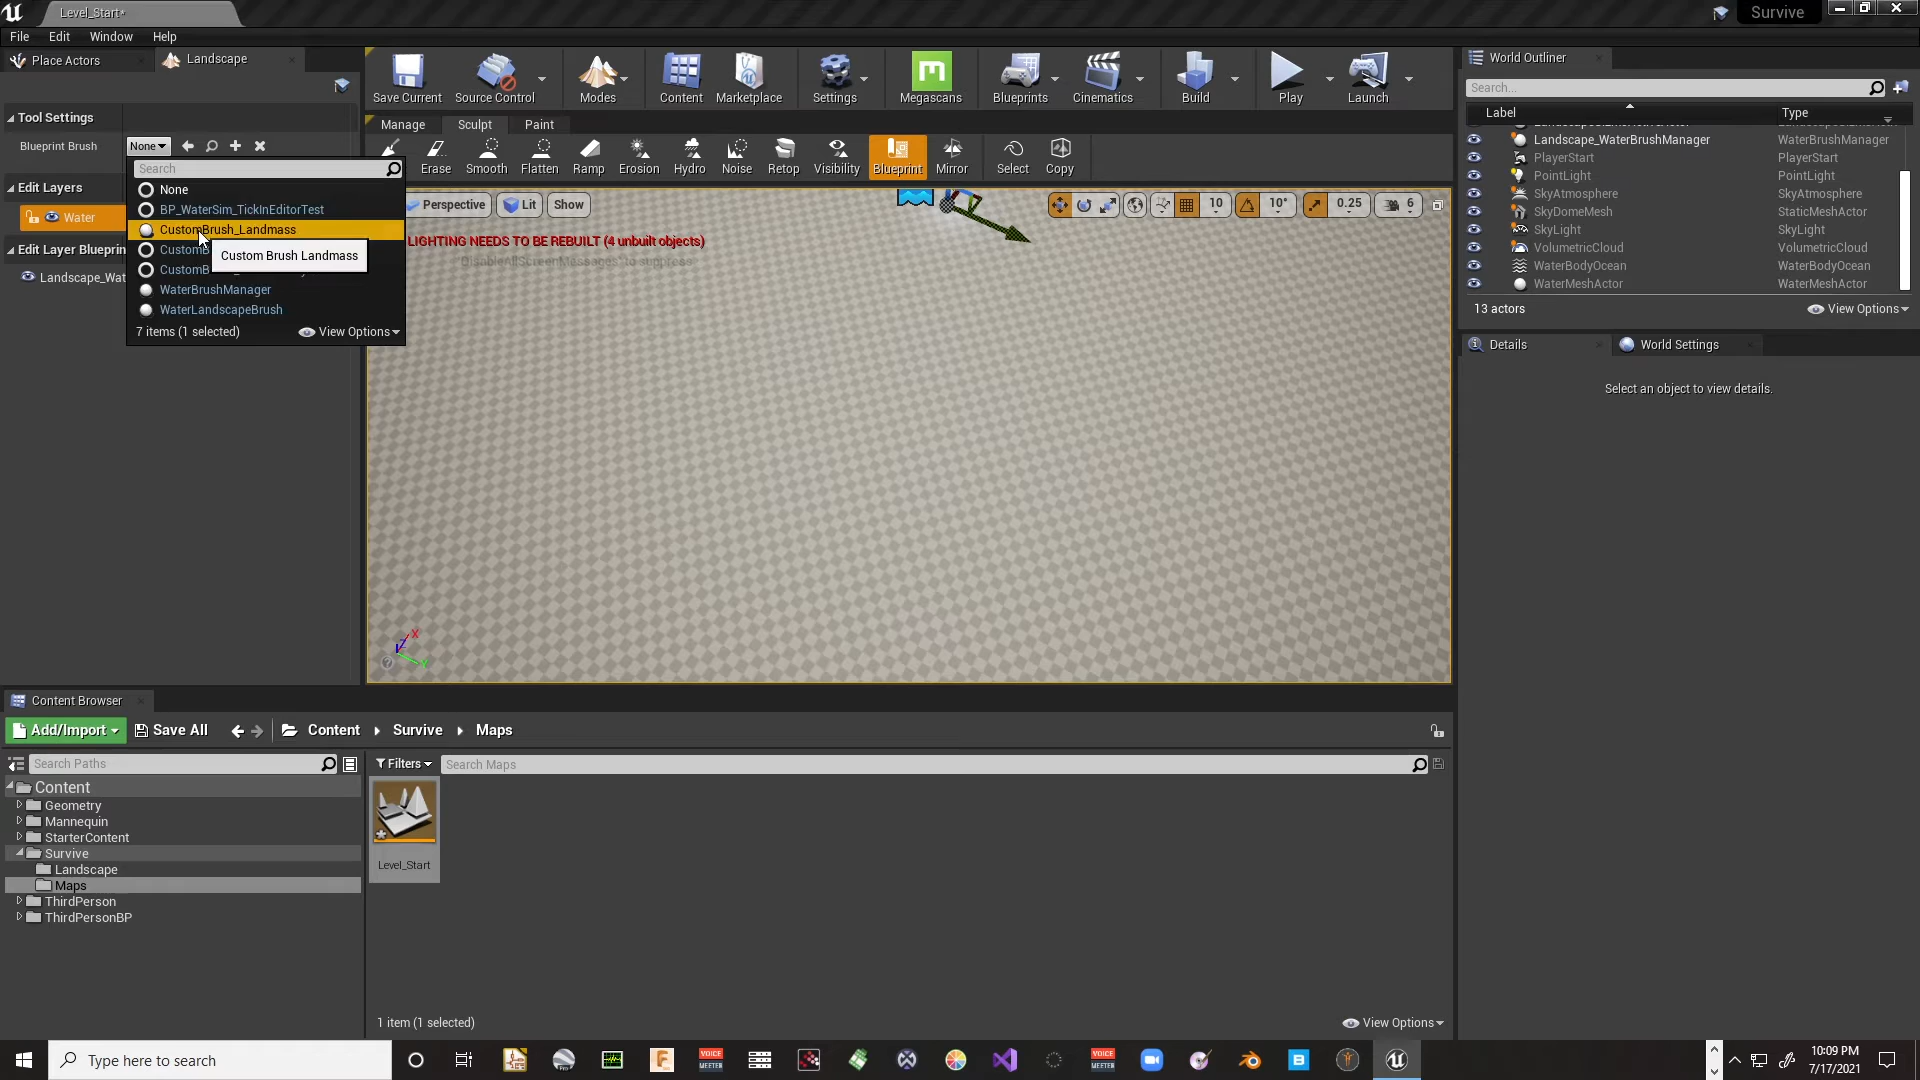 Level_Start*
Survive
File Edit Window Help
Place Actors
Landscape
Tool Settings
Blueprint Brush
None
Search
None
BP_WaterSim_TickInEditorTest
CustomBrush_Landmass
Custom Brush Landmass
WaterBrushManager
WaterLandscapeBrush
7 items (1 selected)
View Options
Edit Layers
Water
Edit Layer Blueprin
Landscape_Wat
Save Current
Source Control
Modes
Content
Marketplace
Settings
Megascans
Blueprints
Cinematics
Build
Play
Launch
Manage
Sculpt
Paint
Erase
Smooth
Flatten
Ramp
Erosion
Hydro
Noise
Retop
Visibility
Blueprint
Mirror
Select
Copy
Perspective
Lit
Show
10
10°
0.25
6
LIGHTING NEEDS TO BE REBUILT (4 unbuilt objects)
'DisableAllScreenMessages' to suppress
X
Z
Y
World Outliner
Search...
Label
Type
Landscape_WaterBrushManager WaterBrushManager
PlayerStart PlayerStart
PointLight PointLight
SkyAtmosphere SkyAtmosphere
SkyDomeMesh StaticMeshActor
SkyLight SkyLight
VolumetricCloud VolumetricCloud
WaterBodyOcean WaterBodyOcean
WaterMeshActor WaterMeshActor
13 actors
View Options
Details
World Settings
Select an object to view details.
Content Browser
Add/Import
Save All
Content
Survive
Maps
Search Paths
Filters
Search Maps
Content
Geometry
Mannequin
StarterContent
Survive
Landscape
Maps
ThirdPerson
ThirdPersonBP
Level_Start
1 item (1 selected)
View Options
Type here to search
VOICE
MEETER
VOICE
MEETER
10:09 PM
7/17/2021